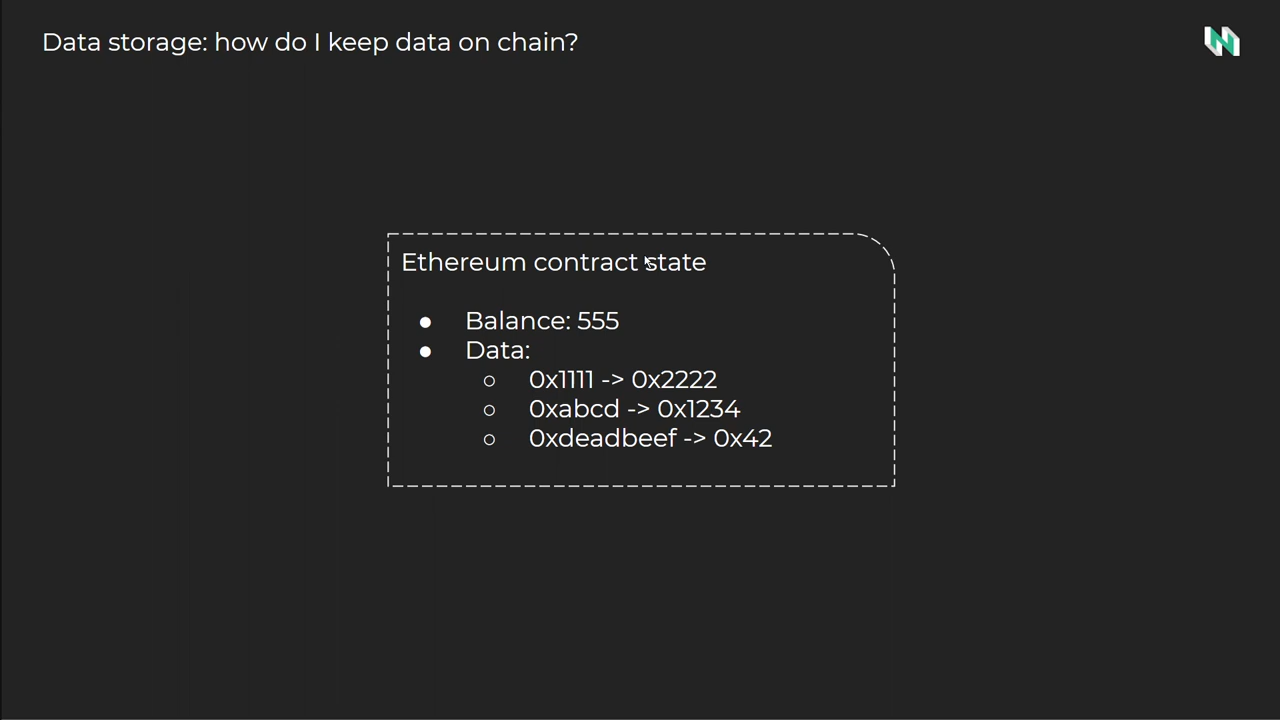 Data storage: how do I keep data on chain?
Ethereum contract state
● Balance: 555
● Data:
○ 0x1111 -> 0x2222
○ 0xabcd -> 0x1234
○ 0xdeadbeef -> 0x42